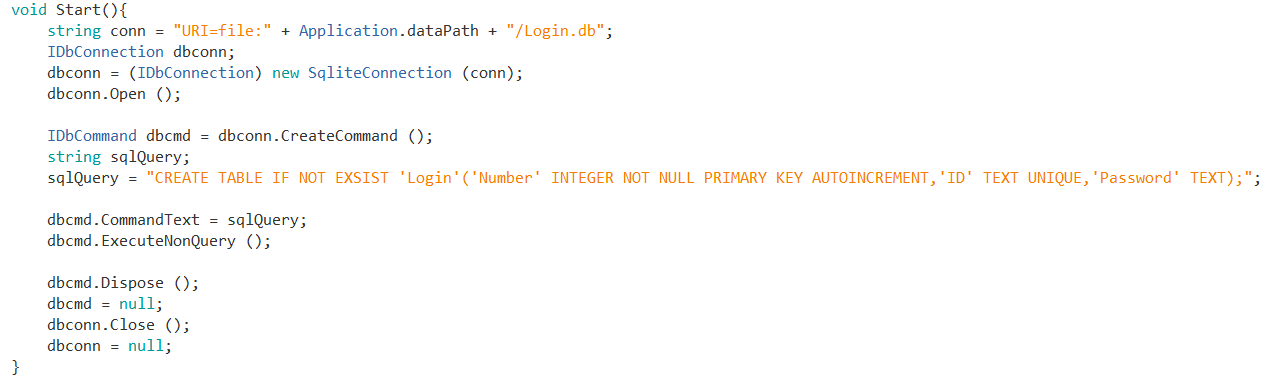 void Start(){
string conn = "URI=file:" + Application.dataPath + "/Login.db";
IDbConnection dbconn;
dbconn = (IDbConnection) new SqliteConnection (conn);
dbconn.Open ();
IDbCommand dbcmd = dbconn.CreateCommand ();
string sqlQuery;
sqlQuery = "CREATE TABLE IF NOT EXSIST 'Login'('Number' INTEGER NOT NULL PRIMARY KEY AUTOINCREMENT,'ID' TEXT UNIQUE,'Password' TEXT);";
dbcmd.CommandText = sqlQuery;
dbcmd.ExecuteNonQuery ();
dbcmd.Dispose ();
dbcmd = null;
dbconn.Close ();
dbconn = null;
}